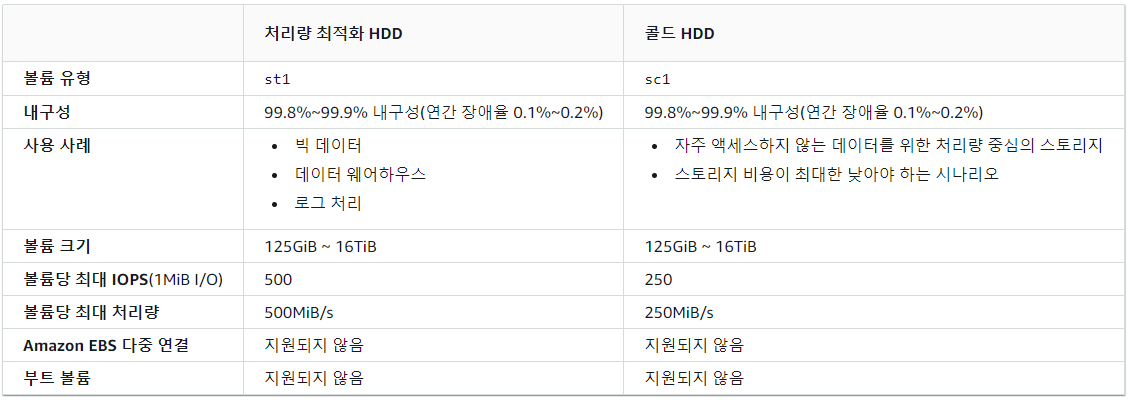 처리량 최적화 HDD 콜드 HDD
볼륨 유형 st1 sc1
내구성 99.8%~99.9% 내구성(연간 장애율 0.1%~0.2%) 99.8%~99.9% 내구성(연간 장애율 0.1%~0.2%)
사용 사례 • 빅 데이터 • 자주 액세스하지 않는 데이터를 위한 처리량 중심의 스토리지
• 데이터 웨어하우스 • 스토리지 비용이 최대한 낮아야 하는 시나리오
• 로그 처리
볼륨 크기 125GiB ~ 16TiB 125GiB ~ 16TiB
볼륨당 최대 IOPS(1MiB I/O) 500 250
볼륨당 최대 처리량 500MiB/s 250MiB/s
Amazon EBS 다중 연결 지원되지 않음 지원되지 않음
부트 볼륨 지원되지 않음 지원되지 않음